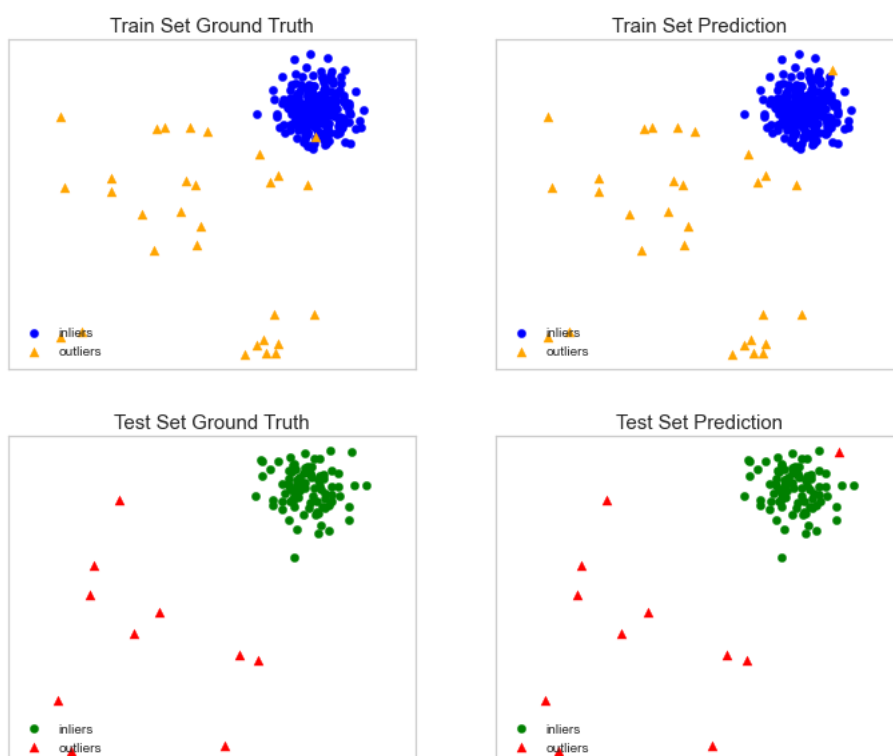 Train Set Ground Truth
Train Set Prediction
inliers
outliers
inliers
outliers
Test Set Ground Truth
Test Set Prediction
inliers
outliers
inliers
outliers